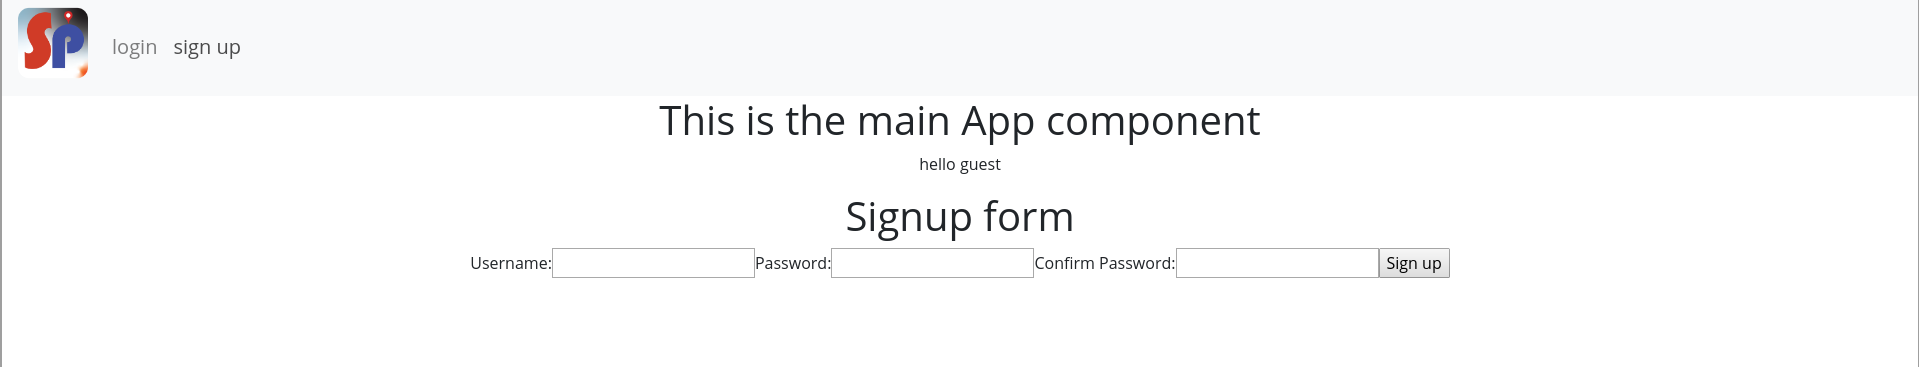 SP login sign up
This is the main App component
hello guest
Signup form
Username: Password: Confirm Password: Sign up